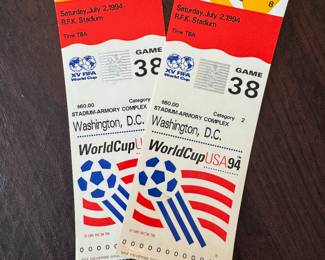 8
Saturday, July 2, 1994
R.F.K. Stadium
Time TBA
XV FIFA
World Cup
GAME
38
$60.00 Category
STADIUM-ARMORY COMPLEX
Washington, D.C.
WorldCupUSA94
Saturday, July 2, 1994
R.F.K. Stadium
Time TBA
XV FIFA
World Cup
GAME
38
$60.00 Category 2
STADIUM-ARMORY COMPLEX
Washington, D.C.
WorldCupUSA94